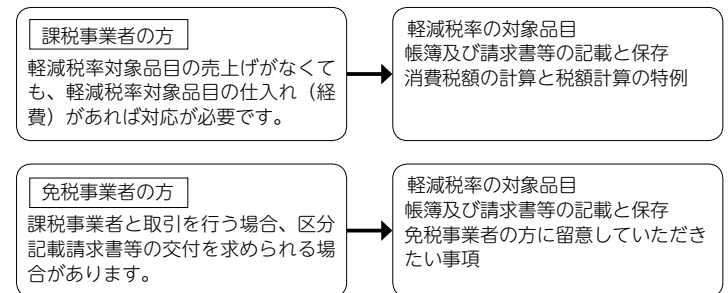 課税事業者の方
軽減税率対象品目の売上げがなくて
も、軽減税率対象品目の仕入れ（経
費）があれば対応が必要です。
軽減税率の対象品目
帳簿及び請求書等の記載と保存
消費税額の計算と税額計算の特例
免税事業者の方
課税事業者と取引を行う場合、区分
記載請求書等の交付を求められる場
合があります。
軽減税率の対象品目
帳簿及び請求書等の記載と保存
免税事業者の方に留意していただき
たい事項